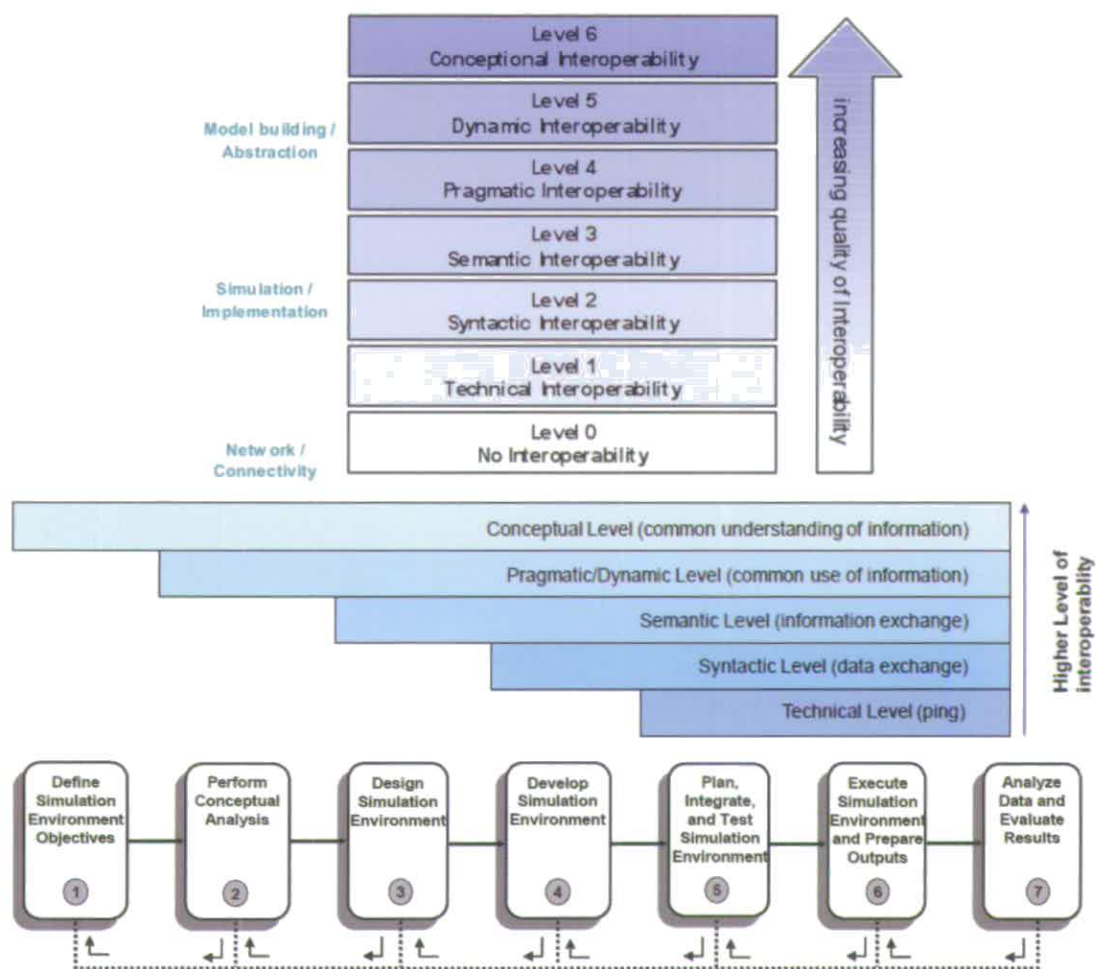 Level 6
Conceptional Interoperability
Level 5
Dynamic Interoperability
Level 4
Pragmatic Interoperability
Level 3
Semantic Interoperability
Level 2
Syntactic Interoperability
Level 1
Technical Interoperability
Level 0
No Interoperability
Model building /
Abstraction
Simulation /
Implementation
Network /
Connectivity
increasing quality of Interoperability
Conceptual Level (common understanding of information)
Pragmatic/Dynamic Level (common use of information)
Semantic Level (information exchange)
Syntactic Level (data exchange)
Technical Level (ping)
Higher Level of
interoperablity
Define
Simulation
Environment
Objectives
1
Perform
Conceptual
Analysis
2
Design
Simulation
Environment
3
Develop
Simulation
Environment
4
Plan,
Integrate,
and Test
Simulation
Environment
5
Execute
Simulation
Environment
and Prepare
Outputs
6
Analyze
Data and
Evaluate
Results
7